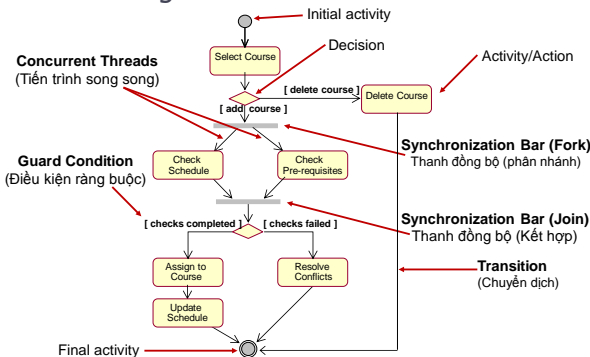 Initial activity
Decision
Select Course
Activity/Action
Concurrent Threads
(Tiến trình song song)
[ delete course ]
Delete Course
[ add course ]
Synchronization Bar (Fork)
Thanh đồng bộ (phân nhánh)
Guard Condition
(Điều kiện ràng buộc)
Check
Schedule
Check
Pre-requisites
Synchronization Bar (Join)
Thanh đồng bộ (Kết hợp)
[ checks completed ]
[ checks failed ]
Assign to
Course
Resolve
Conflicts
Transition
(Chuyển dịch)
Update
Schedule
Final activity